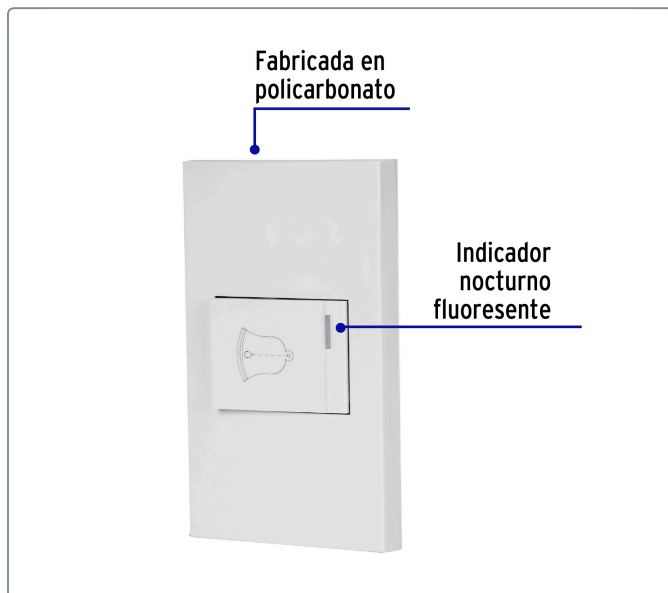 Fabricada en
policarbonato
Indicador
nocturno
fluoresente